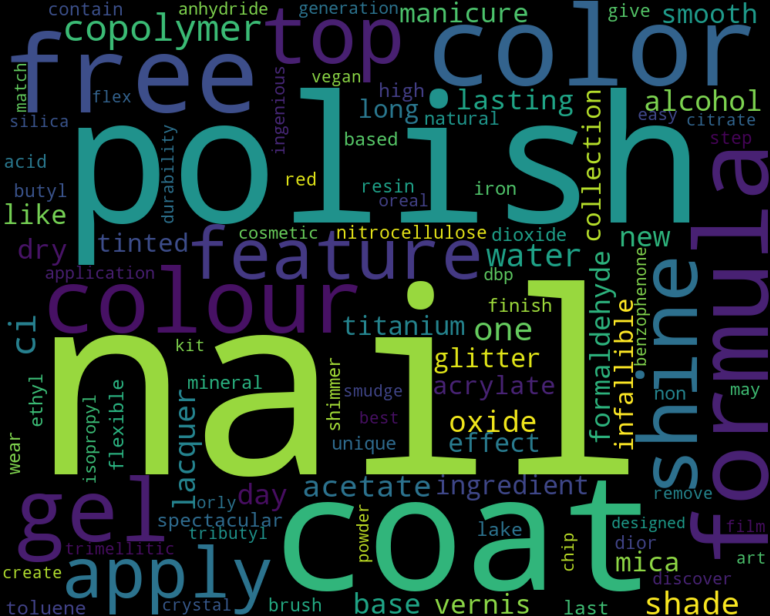 contain anhydride generation give smooth
copolymer top manicure
free color
match vegan high
flex ingenious long lasting alcohol
silica polish natural easy citrate
durability based collection step
acid red resin iron
butyl oreal
like cosmetic nitrocellulose dioxide new
dry tinted feature water formula
application dbp benzophenone
colour finish formaldehyde shine
ci titanium one infallible
kit glitter
nail mineral shimmer smudge acrylate non may
ethyl isopropyl flexible lacquer best oxide
wear unique effect
gel day acetate ingredient remove
orly
spectacular coat lake designed film
trimellitic tributyl powder chip dior
create apply mica art
discover
toluene crystal brush base vernis last shade